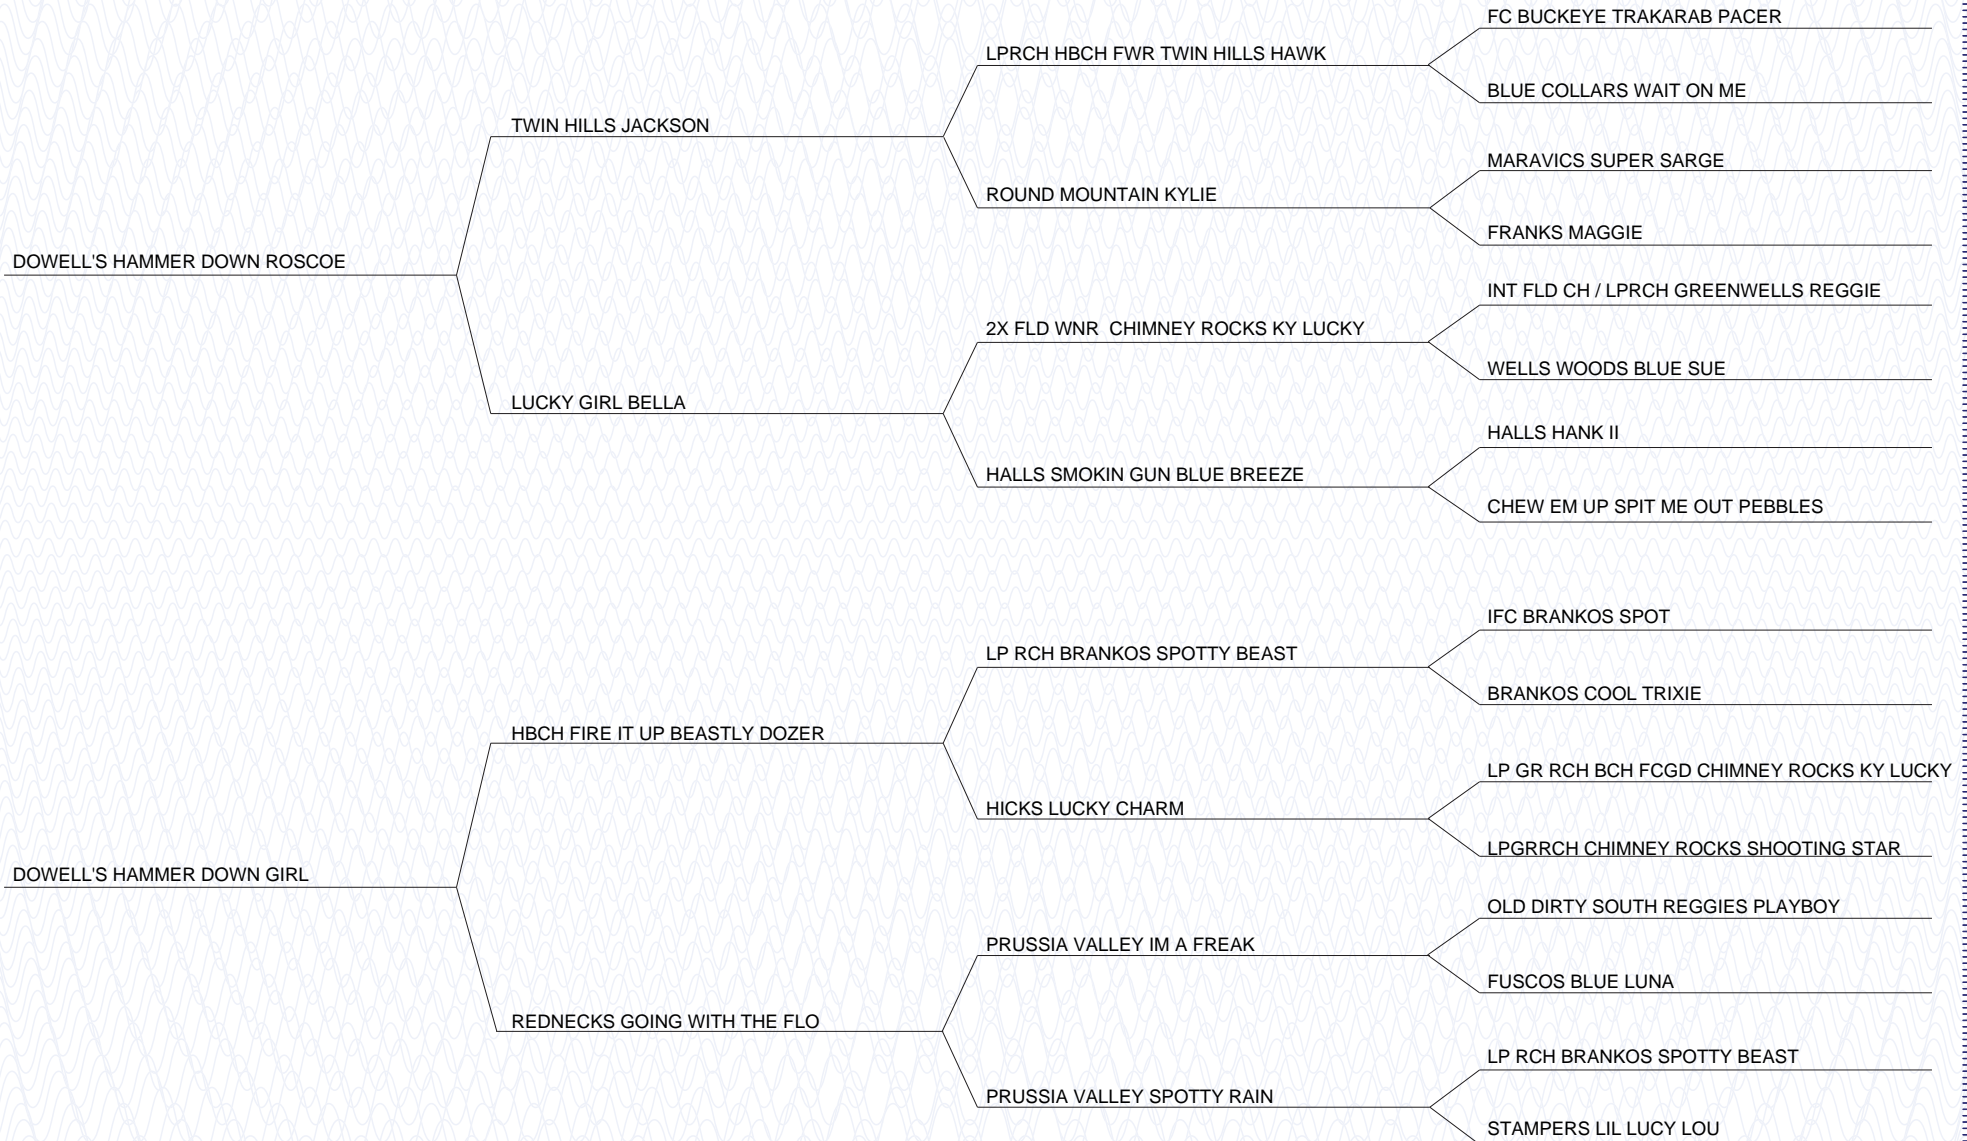 FC BUCKEYE TRAKARAB PACER
LPRCH HBCH FWR TWIN HILLS HAWK
BLUE COLLARS WAIT ON ME
TWIN HILLS JACKSON
MARAVICS SUPER SARGE
ROUND MOUNTAIN KYLIE
FRANKS MAGGIE
DOWELL'S HAMMER DOWN ROSCOE
INT FLD CH / LPRCH GREENWELLS REGGIE
2X FLD WNR  CHIMNEY ROCKS KY LUCKY
WELLS WOODS BLUE SUE
LUCKY GIRL BELLA
HALLS HANK II
HALLS SMOKIN GUN BLUE BREEZE
CHEW EM UP SPIT ME OUT PEBBLES
IFC BRANKOS SPOT
LP RCH BRANKOS SPOTTY BEAST
BRANKOS COOL TRIXIE
HBCH FIRE IT UP BEASTLY DOZER
LP GR RCH BCH FCGD CHIMNEY ROCKS KY LUCKY
HICKS LUCKY CHARM
LPGRRCH CHIMNEY ROCKS SHOOTING STAR
DOWELL'S HAMMER DOWN GIRL
OLD DIRTY SOUTH REGGIES PLAYBOY
PRUSSIA VALLEY IM A FREAK
FUSCOS BLUE LUNA
REDNECKS GOING WITH THE FLO
LP RCH BRANKOS SPOTTY BEAST
PRUSSIA VALLEY SPOTTY RAIN
STAMPERS LIL LUCY LOU